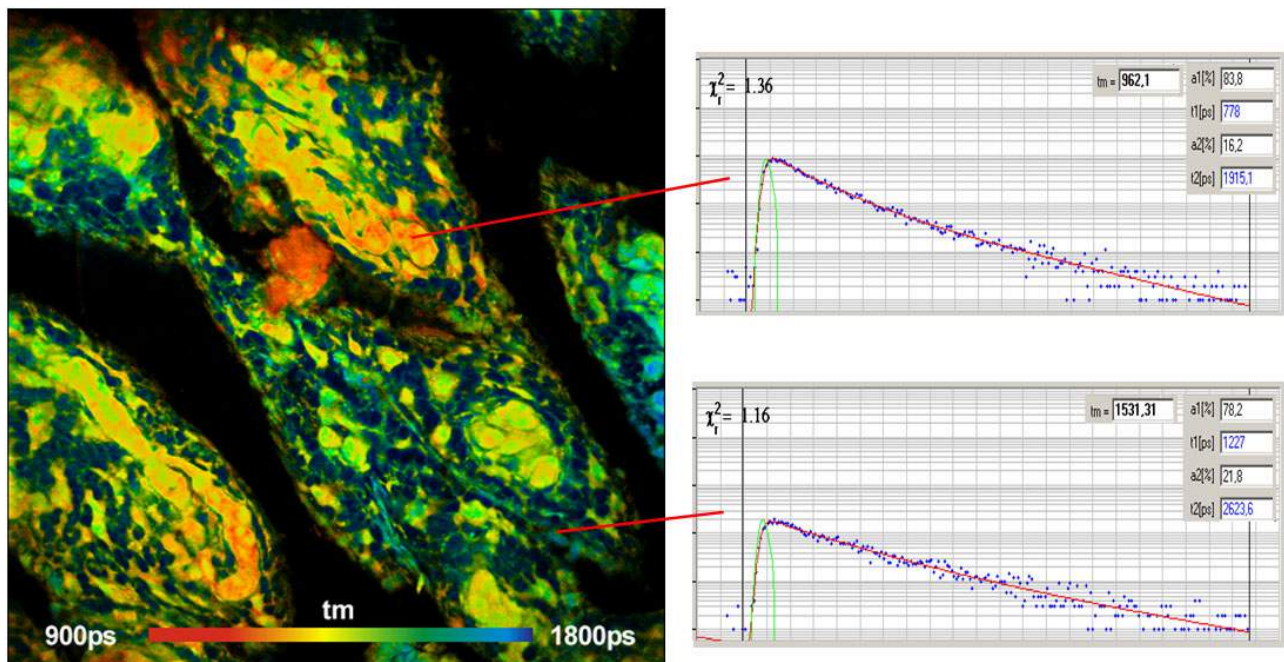 χ²r = 1.36
tm = 962,1
a1[%] 83,8
t1[ps] 778
a2[%] 16,2
t2[ps] 1915,1
χ²r = 1.16
tm = 1531,31
a1[%] 78,2
t1[ps] 1227
a2[%] 21,8
t2[ps] 2623,6
tm
900ps 1800ps